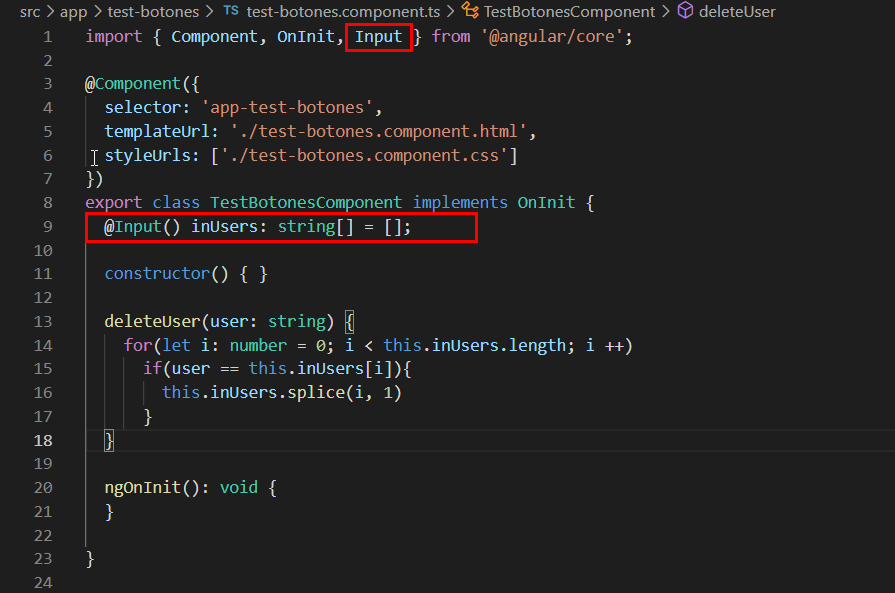 src > app > test-botones > TS test-botones.component.ts > TestBotonesComponent > deleteUser
1 import { Component, OnInit, Input } from '@angular/core';
2
3 @Component({
4 selector: 'app-test-botones',
5 templateUrl: './test-botones.component.html',
6 styleUrls: ['./test-botones.component.css']
7 })
8 export class TestBotonesComponent implements OnInit {
9 @Input() inUsers: string[] = [];
10
11 constructor() { }
12
13 deleteUser(user: string) {
14 for(let i: number = 0; i < this.inUsers.length; i ++)
15 if(user == this.inUsers[i]){
16 this.inUsers.splice(i, 1)
17 }
18 }
19
20 ngOnInit(): void {
21 }
22
23 }
24